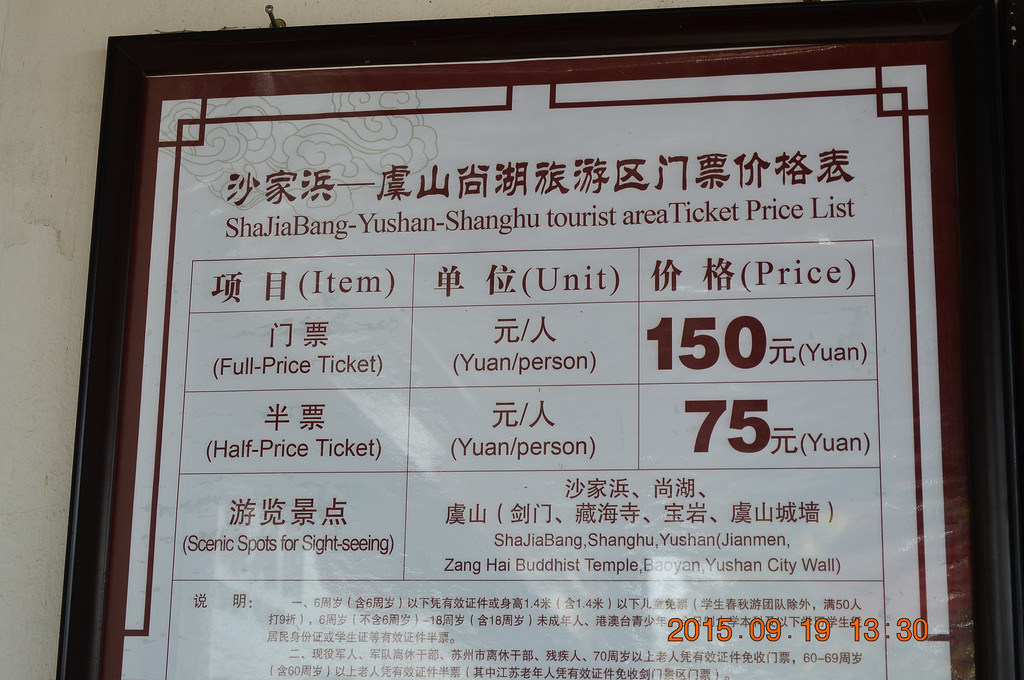 沙家浜—虞山尚湖旅游区门票价格表
ShaJiaBang-Yushan-Shanghu tourist areaTicket Price List
项 目(Item) 单 位(Unit) 价 格(Price)
门票 元/人 150元(Yuan)
(Full-Price Ticket) (Yuan/person)
半票 元/人 75元(Yuan)
(Half-Price Ticket) (Yuan/person)
游览景点
(Scenic Spots for Sight-seeing)
沙家浜、尚湖、
虞山（剑门、藏海寺、宝岩、虞山城墙）
ShaJiaBang,Shanghu,Yushan(Jianmen,
Zang Hai Buddhist Temple,Baoyan,Yushan City Wall)
说 明： 一、6周岁（含6周岁）以下凭有效证件或身高1.4米（含1.4米）以下儿童免票（学生春秋游团队除外，满50人
打9折），6周岁（不含6周岁）-18周岁（含18周岁）未成年人、港澳台青少年
居民身份证或学生证等有效证件半票。
二、现役军人、军队离休干部、苏州市离休干部、残疾人、70周岁以上老人凭有效证件免收门票，60-69周岁
（含60周岁）以上老人凭有效证件半票（其中江苏老年人凭有效证件免收剑门景区门票）。
2015.09.19 13:30